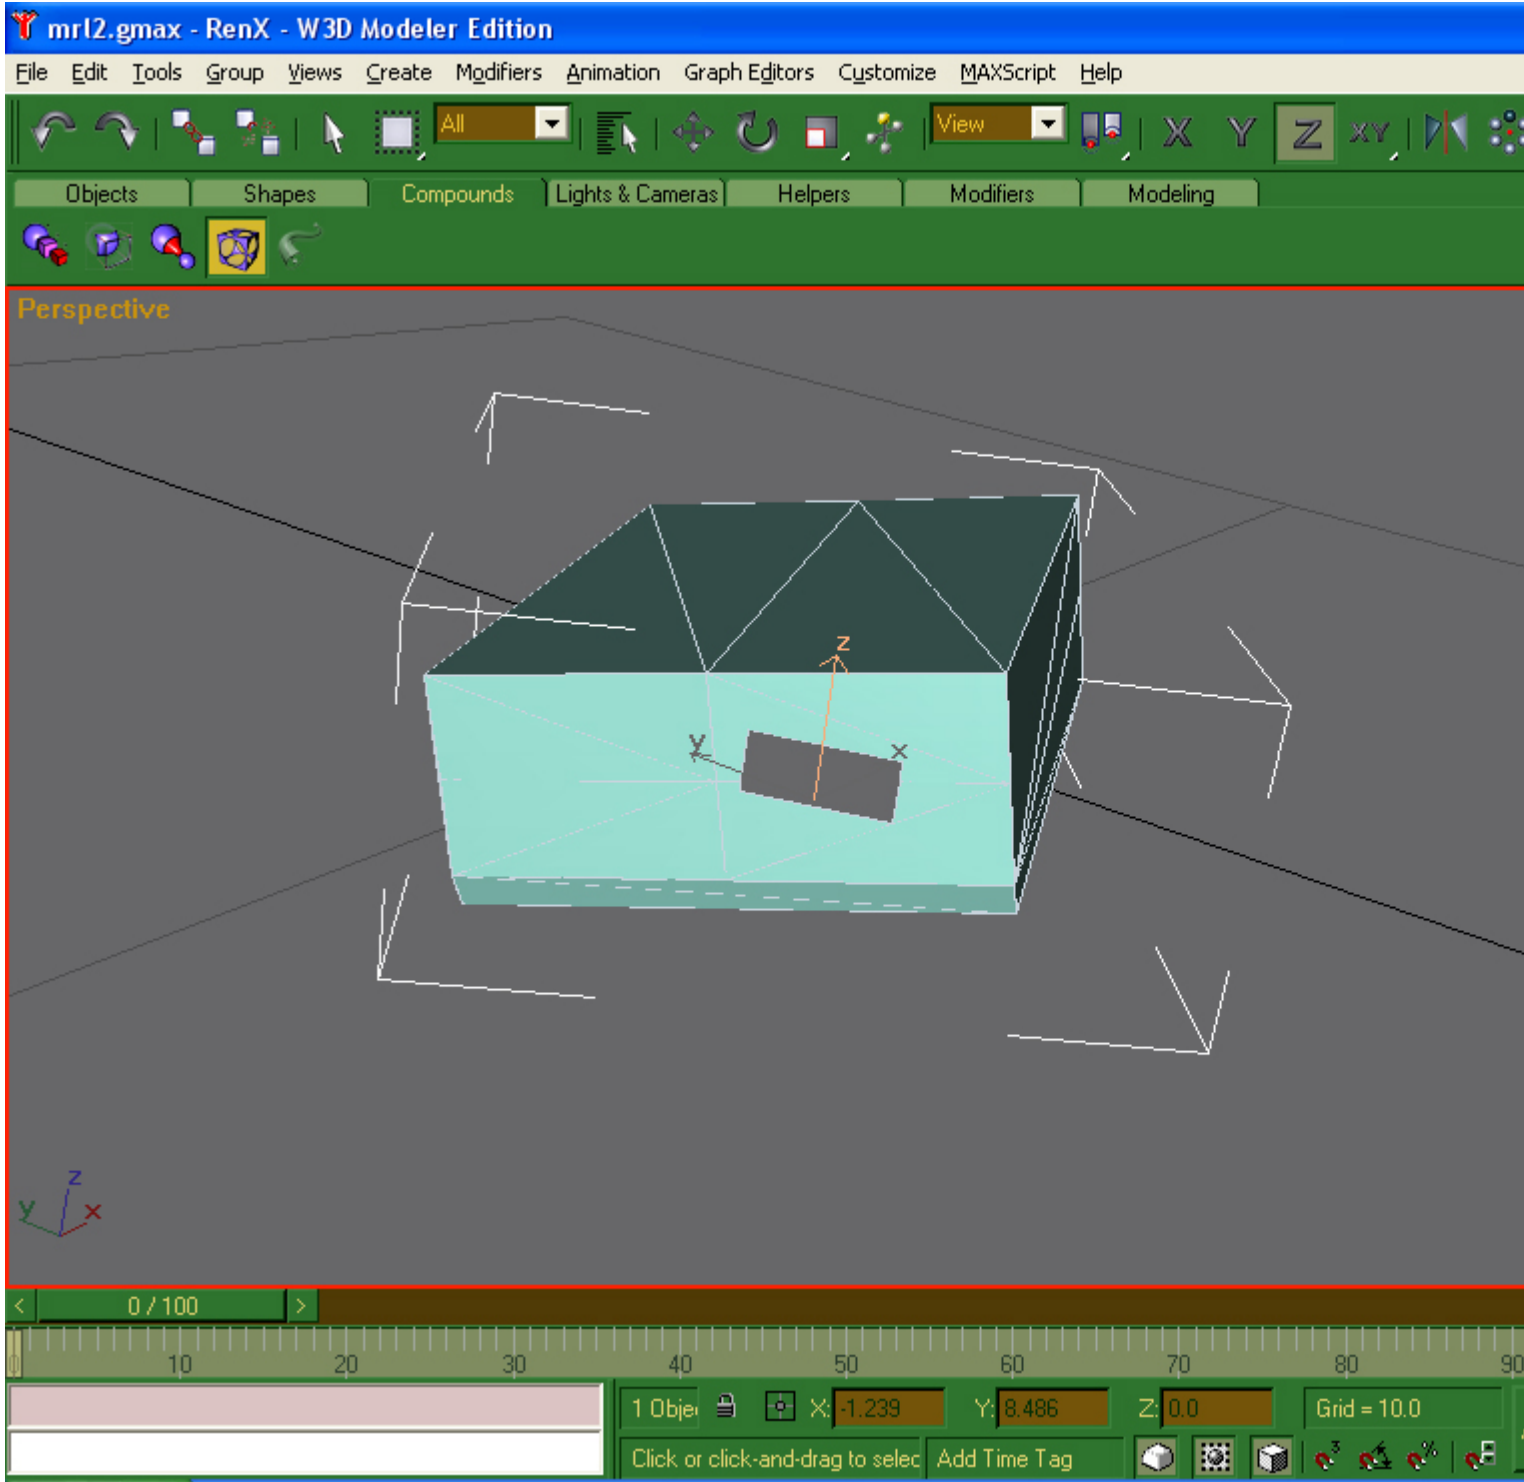 mrl2.gmax - RenX - W3D Modeler Edition
File Edit Tools Group Views Create Modifiers Animation Graph Editors Customize MAXScript Help
All View X Y Z XY
Objects Shapes Compounds Lights & Cameras Helpers Modifiers Modeling
Perspective
z
y x
z
y x
< 0 / 100 >
10 20 30 40 50 60 70 80 90
1 Objec X: -1.239 Y: 8.486 Z: 0.0 Grid = 10.0
Click or click-and-drag to selec Add Time Tag 3 %